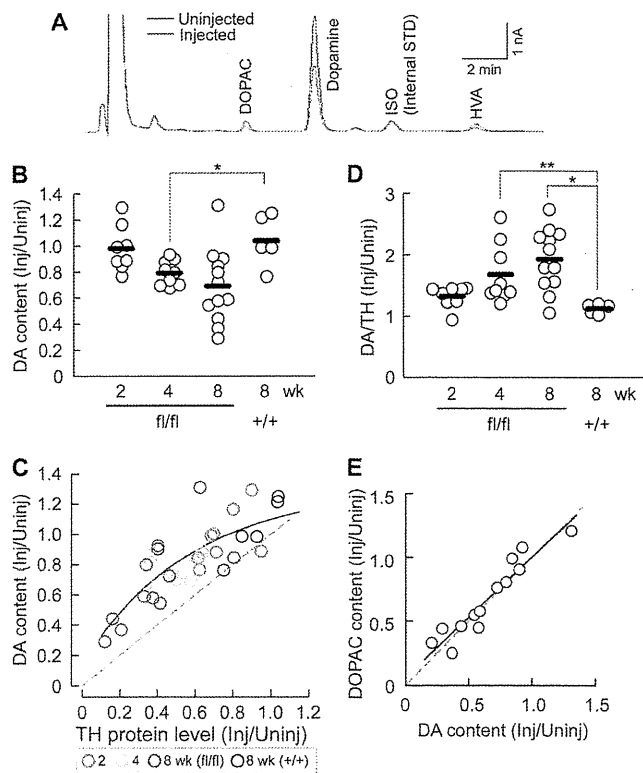 A
Uninjected
Injected
DOPAC
Dopamine
ISO
(Internal STD)
HVA
2 min
1 nA
B
DA content (Inj/Uninj)
1.4
1.2
1.0
0.8
0.6
0.4
0.2
0
*
2 4 8 8 wk
fl/fl +/+
D
DA/TH (Inj/Uninj)
3
2
1
0
**
*
2 4 8 8 wk
fl/fl +/+
C
DA content (Inj/Uninj)
1.4
1.2
1.0
0.8
0.6
0.4
0.2
0
0 0.2 0.4 0.6 0.8 1.0
TH protein level (Inj/Uninj)
2 4 8 wk (fl/fl) 8 wk (+/+)
E
DOPAC content (Inj/Uninj)
1.5
1.0
0.5
0
0 0.5 1.0 1.5
DA content (Inj/Uninj)